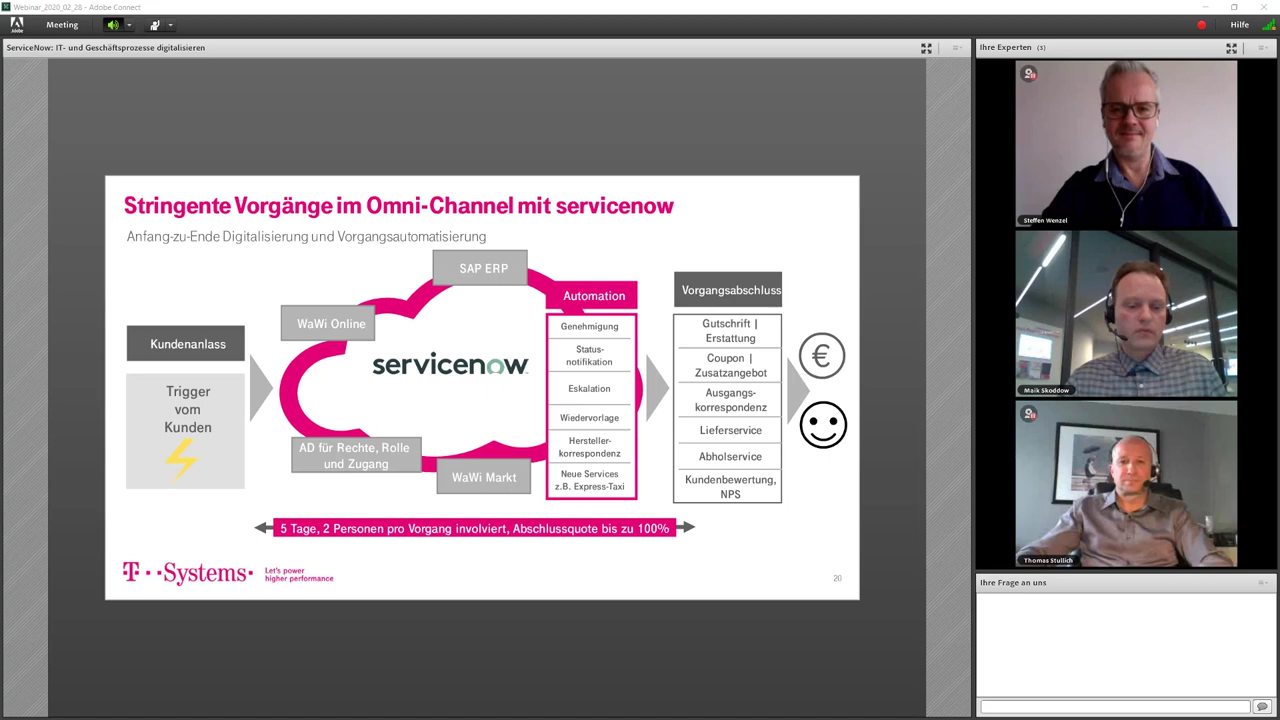 Webinar_2020_02_28 - Adobe Connect
Adobe
Meeting
Hilfe
ServiceNow: IT- und Geschäftsprozesse digitalisieren
Stringente Vorgänge im Omni-Channel mit servicenow
Anfang-zu-Ende Digitalisierung und Vorgangsautomatisierung
Kundenanlass
Trigger
vom
Kunden
WaWi Online
SAP ERP
servicenow
AD für Rechte, Rolle
und Zugang
WaWi Markt
Automation
Genehmigung
Status-
notifikation
Eskalation
Wiedervorlage
Hersteller-
korrespondenz
Neue Services
z.B. Express-Taxi
Vorgangsabschluss
Gutschrift |
Erstattung
Coupon |
Zusatzangebot
Ausgangs-
korrespondenz
Lieferservice
Abholservice
Kundenbewertung,
NPS
€
5 Tage, 2 Personen pro Vorgang involviert, Abschlussquote bis zu 100%
T · · Systems ·
Let's power
higher performance
20
Ihre Experten (3)
Steffen Wenzel
Maik Skoddow
Thomas Stullich
Ihre Frage an uns